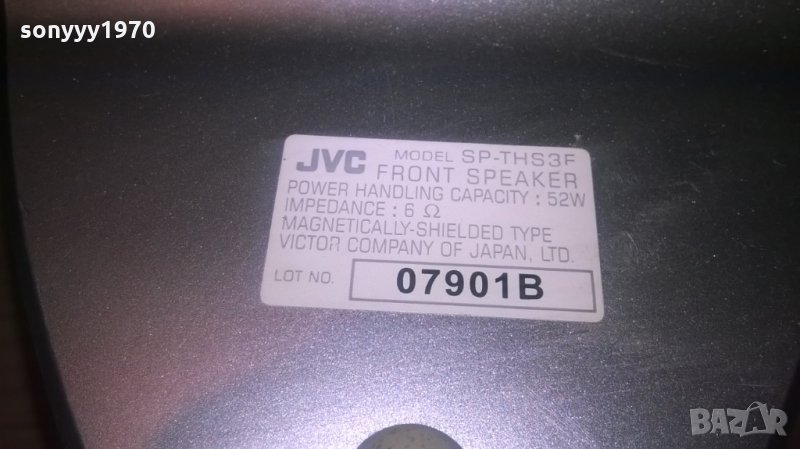 sonyyy1970
JVC MODEL SP-THS3F
FRONT SPEAKER
POWER HANDLING CAPACITY : 52W
IMPEDANCE : 6 Ω
MAGNETICALLY-SHIELDED TYPE
VICTOR COMPANY OF JAPAN, LTD.
LOT NO. 07901B
BAZAR